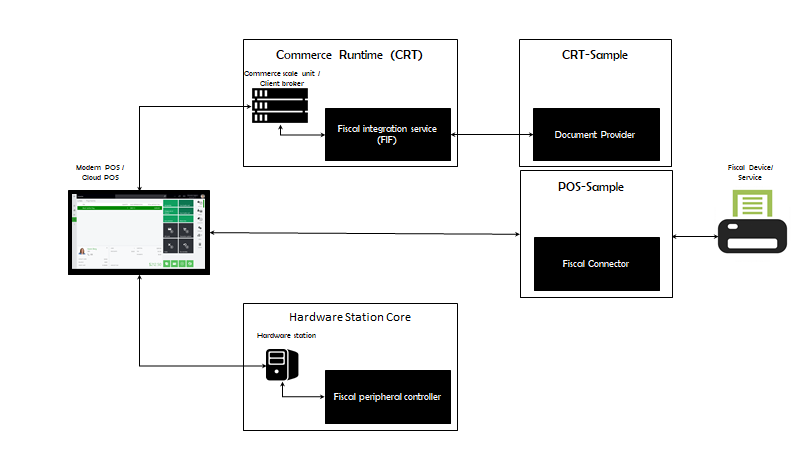 Commerce Runtime (CRT)
Commerce scale unit /
Client broker
Fiscal integration service
(FIF)
CRT-Sample
Document Provider
Modern POS /
Cloud POS
POS-Sample
Fiscal Connector
Fiscal Device/
Service
Hardware Station Core
Hardware station
Fiscal peripheral controller